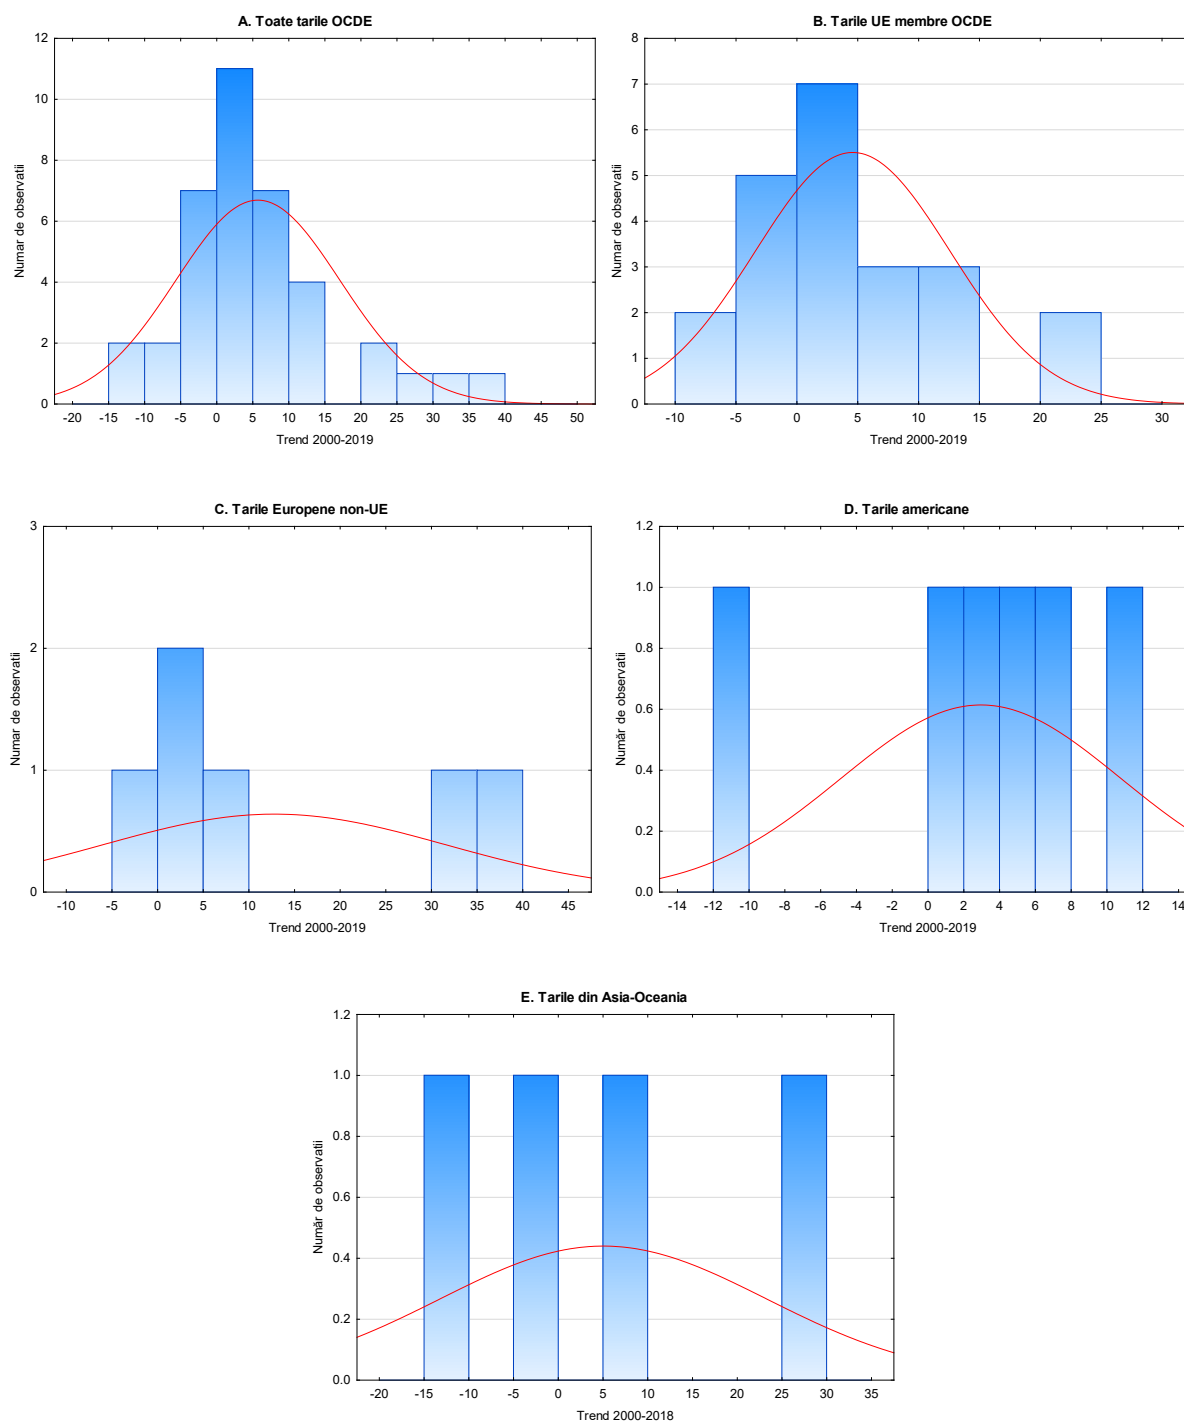 A. Toate tarile OCDE
12
10
8
6
4
2
0
Numar de observatii
-20 -15 -10 -5 0 5 10 15 20 25 30 35 40 45 50
Trend 2000-2019
B. Tarile UE membre OCDE
8
7
6
5
4
3
2
1
0
Numar de observatii
-10 -5 0 5 10 15 20 25 30
Trend 2000-2019
C. Tarile Europene non-UE
3
2
1
0
Numar de observatii
-10 -5 0 5 10 15 20 25 30 35 40 45
Trend 2000-2019
D. Tarile americane
1.2
1.0
0.8
0.6
0.4
0.2
0.0
Număr de observatii
-14 -12 -10 -8 -6 -4 -2 0 2 4 6 8 10 12 14
Trend 2000-2019
E. Tarile din Asia-Oceania
1.2
1.0
0.8
0.6
0.4
0.2
0.0
Număr de observatii
-20 -15 -10 -5 0 5 10 15 20 25 30 35
Trend 2000-2018